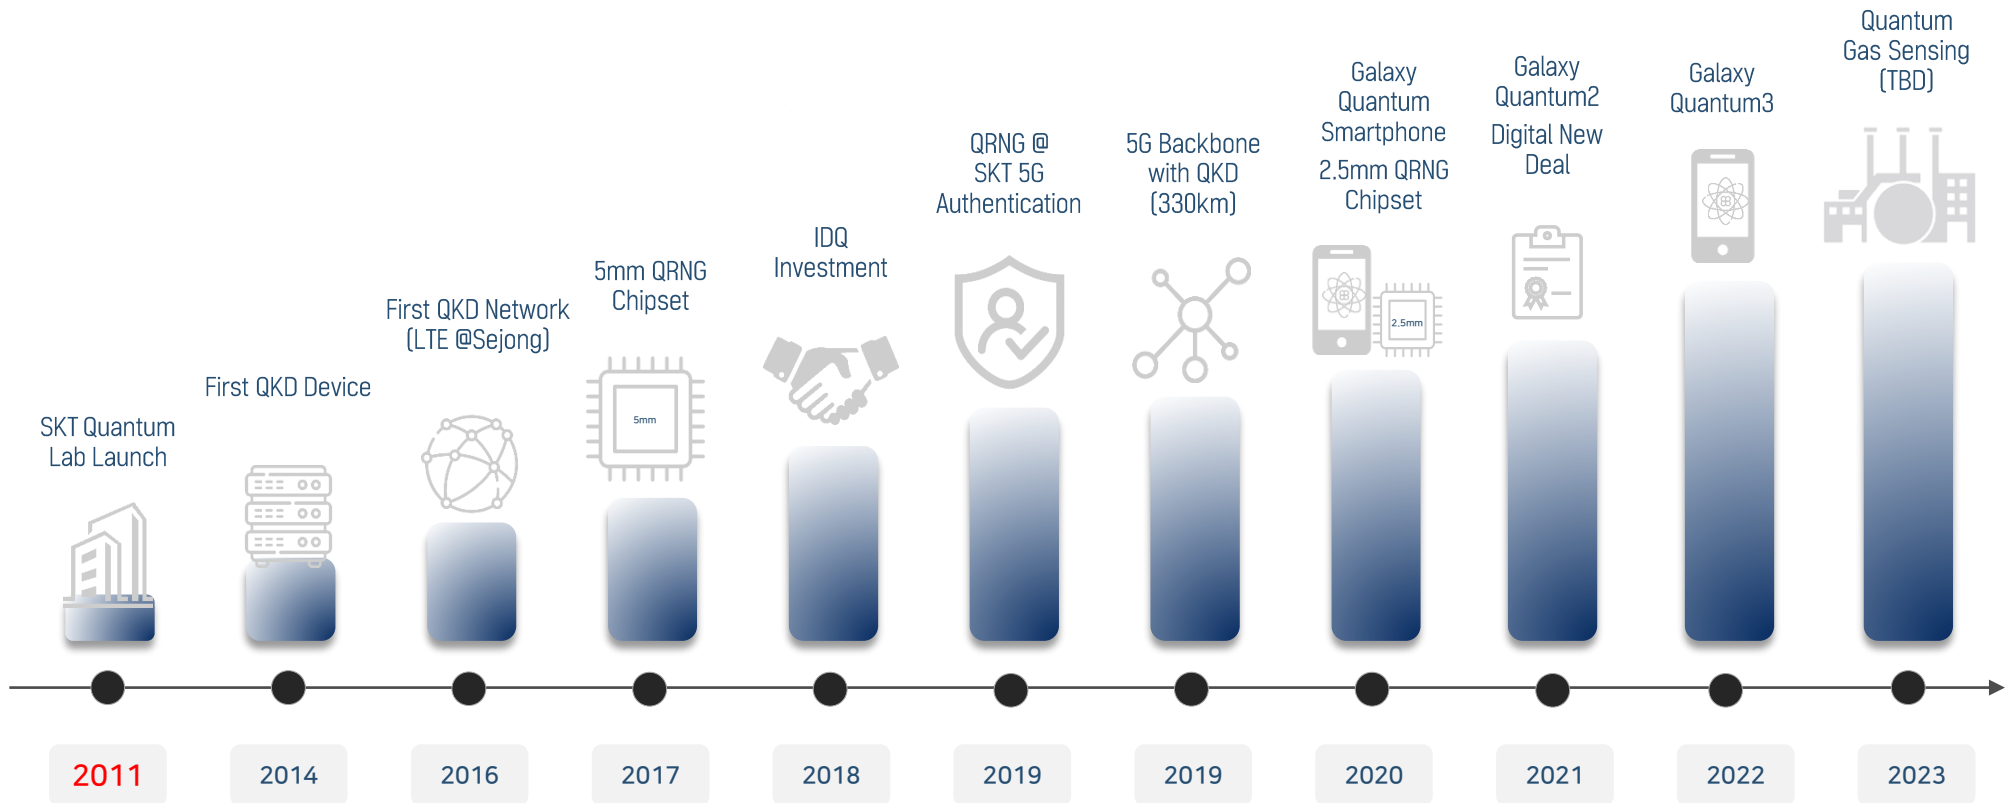 SKT Quantum
Lab Launch
First QKD Device
First QKD Network
(LTE @Sejong)
5mm QRNG
Chipset
5mm
IDQ
Investment
QRNG @
SKT 5G
Authentication
5G Backbone
with QKD
(330km)
Galaxy
Quantum
Smartphone
2.5mm QRNG
Chipset
2.5mm
Galaxy
Quantum2
Digital New
Deal
Galaxy
Quantum3
Quantum
Gas Sensing
(TBD)
2011
2014
2016
2017
2018
2019
2019
2020
2021
2022
2023